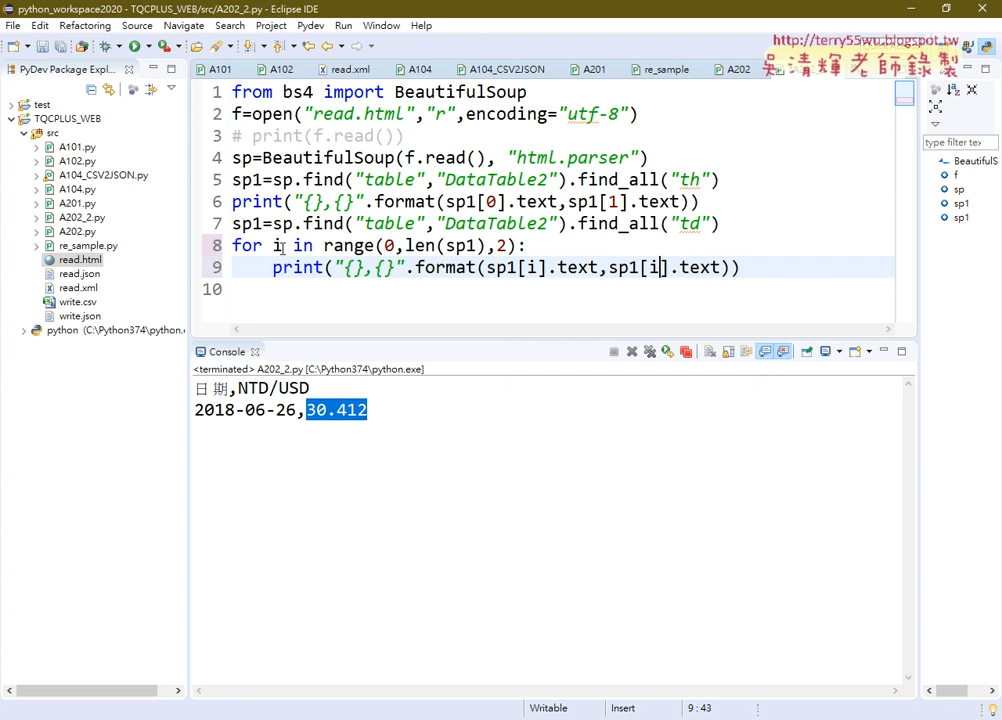 python_workspace2020 - TQCPLUS_WEB/src/A202_2.py - Eclipse IDE
File Edit Refactoring Source Navigate Search Project Pydev Run Window Help
http://terry55wu.blogspot.tw
吳清輝老師錄製
PyDev Package Expl...
A101 A102 read.xml A104 A104_CSV2JSON A201 re_sample A202
test
TQCPLUS_WEB
src
A101.py
A102.py
A104_CSV2JSON.py
A104.py
A201.py
A202_2.py
A202.py
re_sample.py
read.html
read.json
read.xml
write.csv
write.json
python (C:\Python374\python.
1 from bs4 import BeautifulSoup
2 f=open("read.html","r",encoding="utf-8")
3 # print(f.read())
4 sp=BeautifulSoup(f.read(), "html.parser")
5 sp1=sp.find("table","DataTable2").find_all("th")
6 print("{},{}".format(sp1[0].text,sp1[1].text))
7 sp1=sp.find("table","DataTable2").find_all("td")
8 for i in range(0,len(sp1),2):
9     print("{},{}".format(sp1[i].text,sp1[i].text))
10
type filter te
BeautifulS
f
sp
sp1
sp1
Console
<terminated> A202_2.py [C:\Python374\python.exe]
日期,NTD/USD
2018-06-26,30.412
Writable Insert 9 : 43